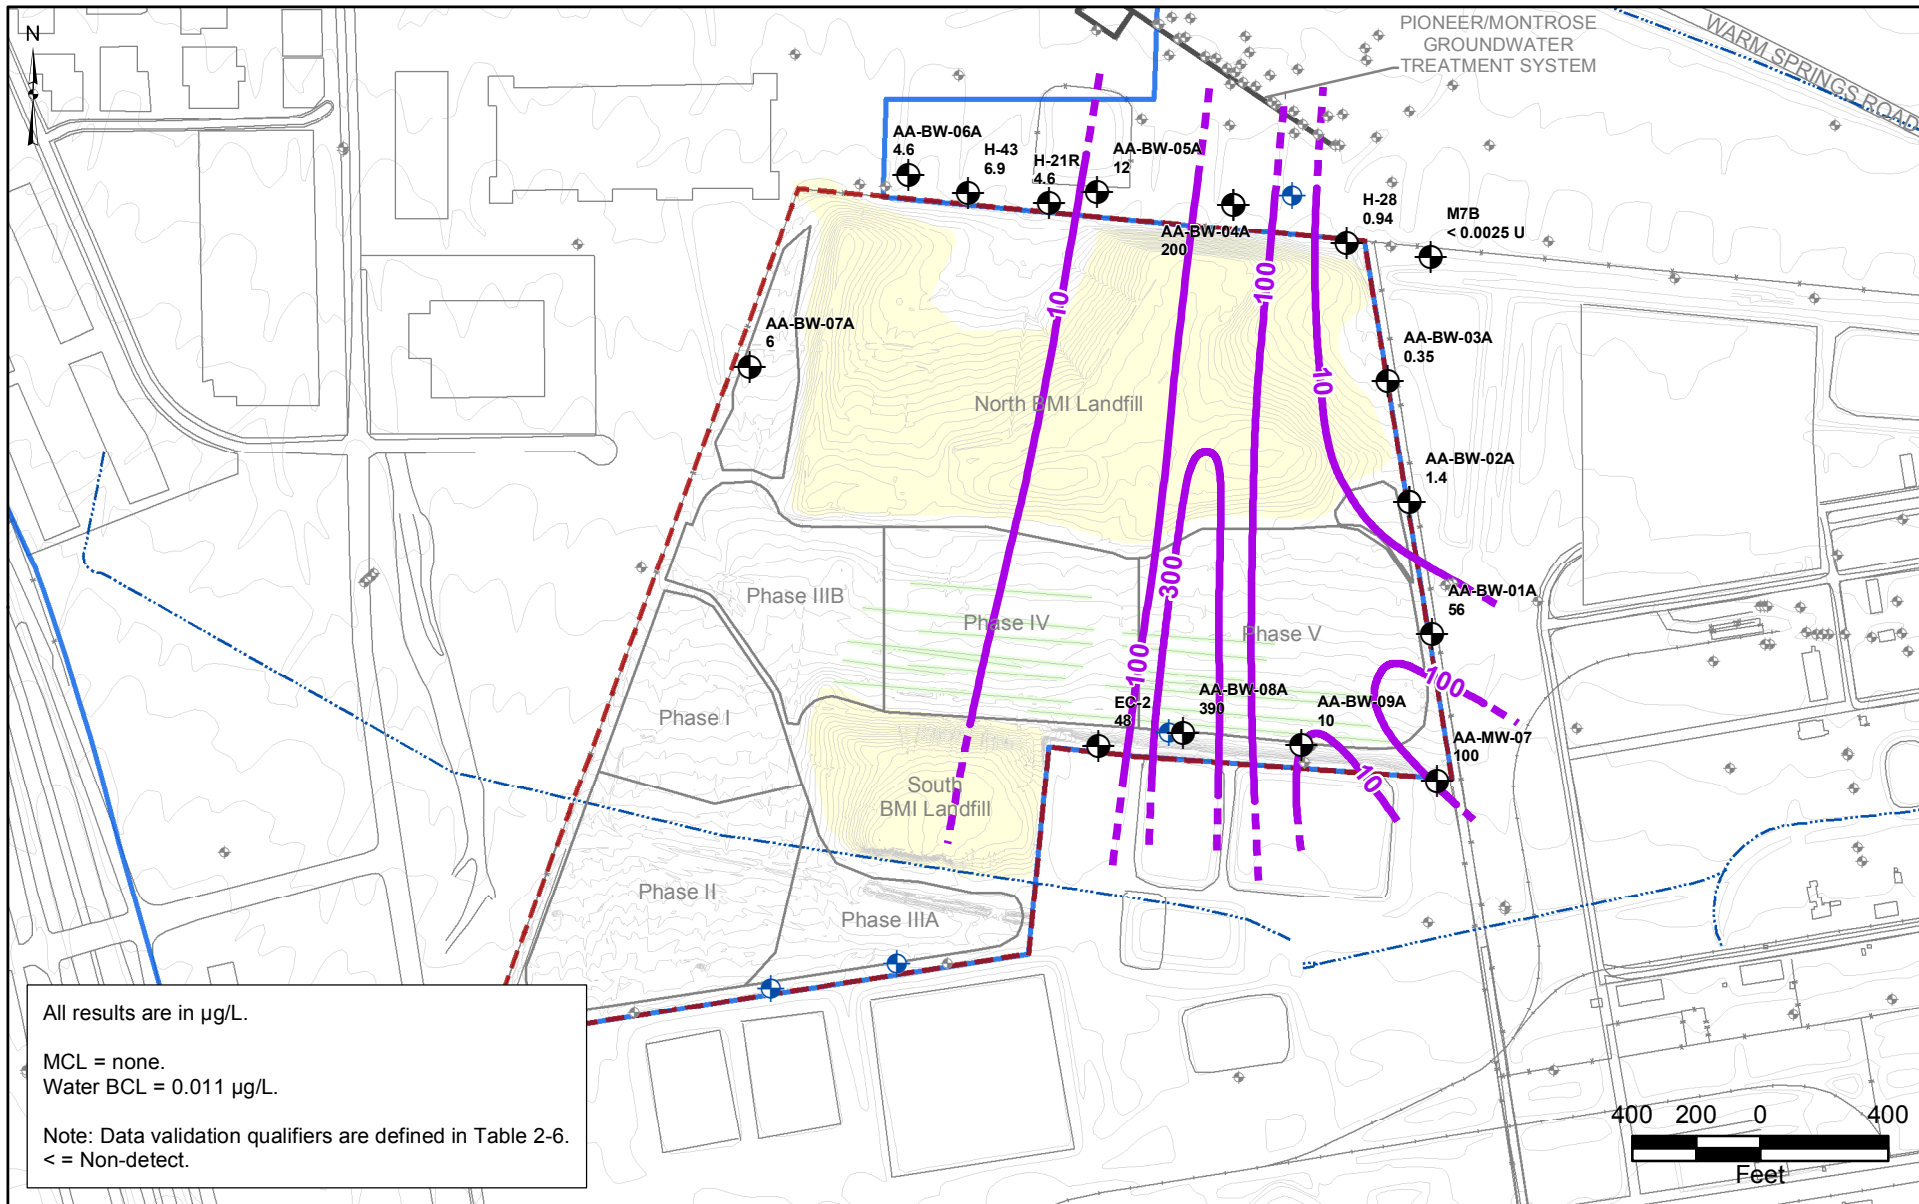 N
PIONEER/MONTROSE
GROUNDWATER
TREATMENT SYSTEM
WARM SPRINGS ROAD
AA-BW-06A
4.6
H-43
6.9
H-21R
4.6
AA-BW-05A
12
AA-BW-04A
200
H-28
0.94
M7B
< 0.0025 U
AA-BW-07A
6
10
100
10
AA-BW-03A
0.35
North BMI Landfill
AA-BW-02A
1.4
300
Phase IIIB
Phase IV
Phase V
AA-BW-01A
56
100
100
Phase I
EC-2
48
AA-BW-08A
390
AA-BW-09A
10
AA-MW-07
100
10
South
BMI Landfill
Phase II
Phase IIIA
All results are in µg/L.
MCL = none.
Water BCL = 0.011 µg/L.
Note: Data validation qualifiers are defined in Table 2-6.
< = Non-detect.
400 200 0 400
Feet